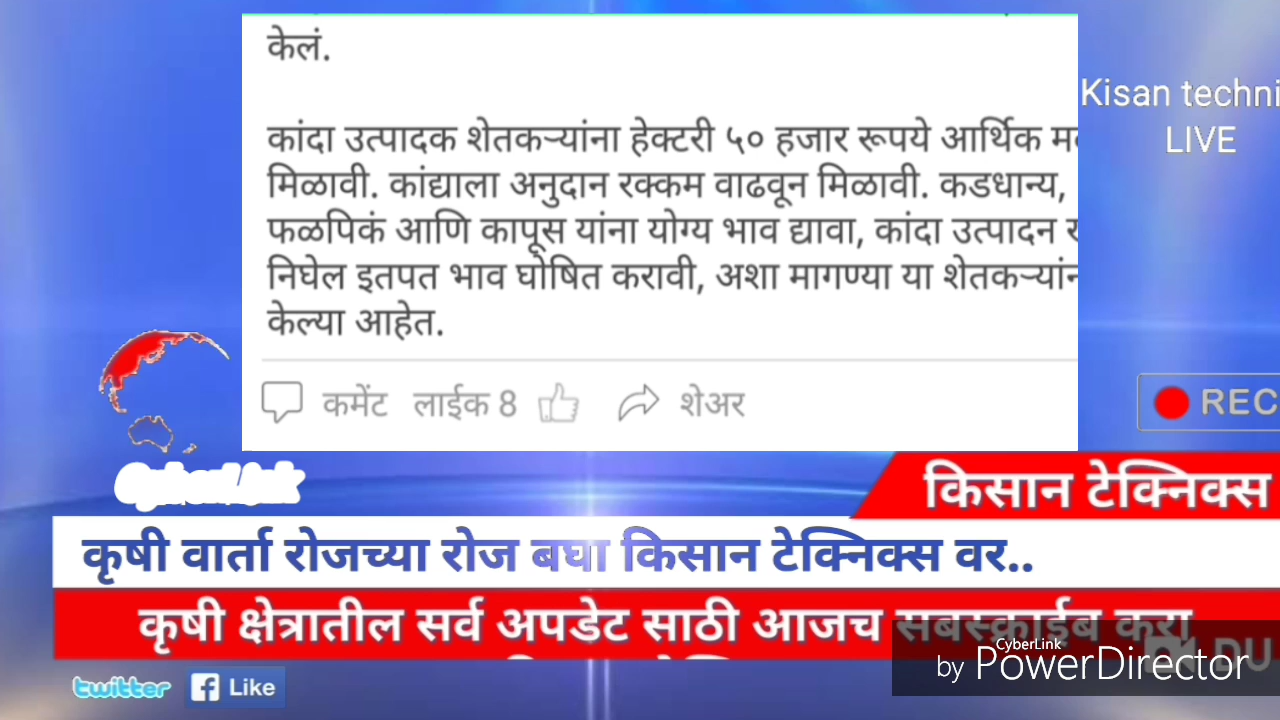 केलं.
कांदा उत्पादक शेतकऱ्यांना हेक्टरी ५० हजार रूपये आर्थिक
मिळावी. कांद्याला अनुदान रक्कम वाढवून मिळावी. कडधान्य,
फळपिकं आणि कापूस यांना योग्य भाव द्यावा, कांदा उत्पादन
निघेल इतपत भाव घोषित करावी, अशा मागण्या या
केल्या आहेत.
कमेंट लाईक 8 शेअर
Kisan techni
LIVE
REC
किसान टेक्निक्स
कृषी वार्ता रोजच्या रोज बघा किसान टेक्निक्स वर..
कृषी क्षेत्रातील सर्व अपडेट साठी आजच सबस्क्राईब करा
twitter Like
CyberLink
by PowerDirector